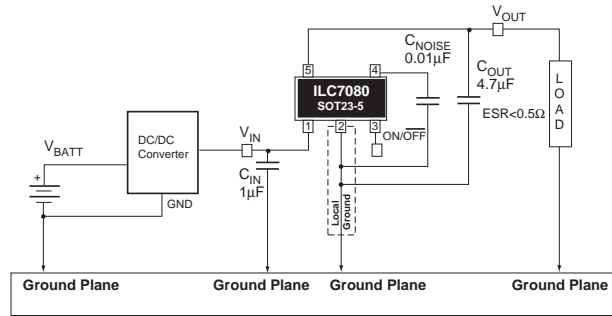 VOUT
CNOISE
0.01µF
COUT
4.7µF
ESR<0.5Ω
LOAD
5
4
ILC7080
SOT23-5
1
2
3
ON/OFF
DC/DC
Converter
VIN
VBATT
+
CIN
1µF
GND
Local
Ground
Ground Plane
Ground Plane
Ground Plane
Ground Plane